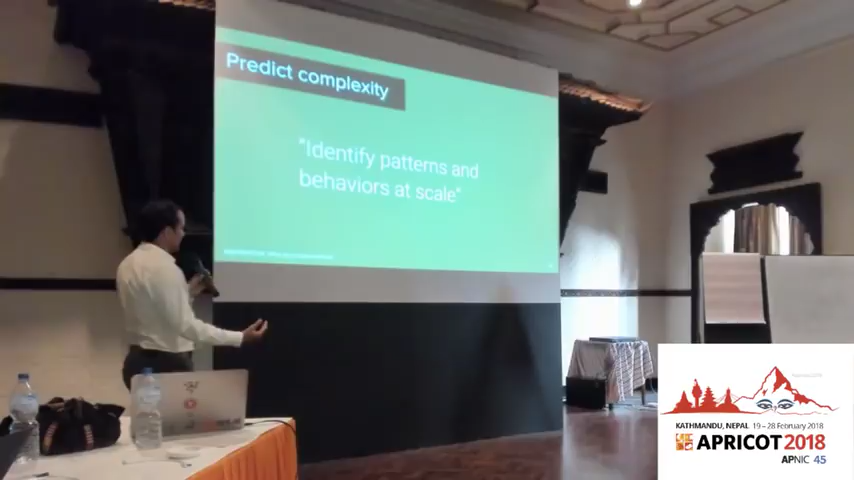 Predict complexity
"Identify patterns and
behaviors at scale"
KATHMANDU, NEPAL 19 – 28 February 2018
APRICOT 2018
APNIC 45